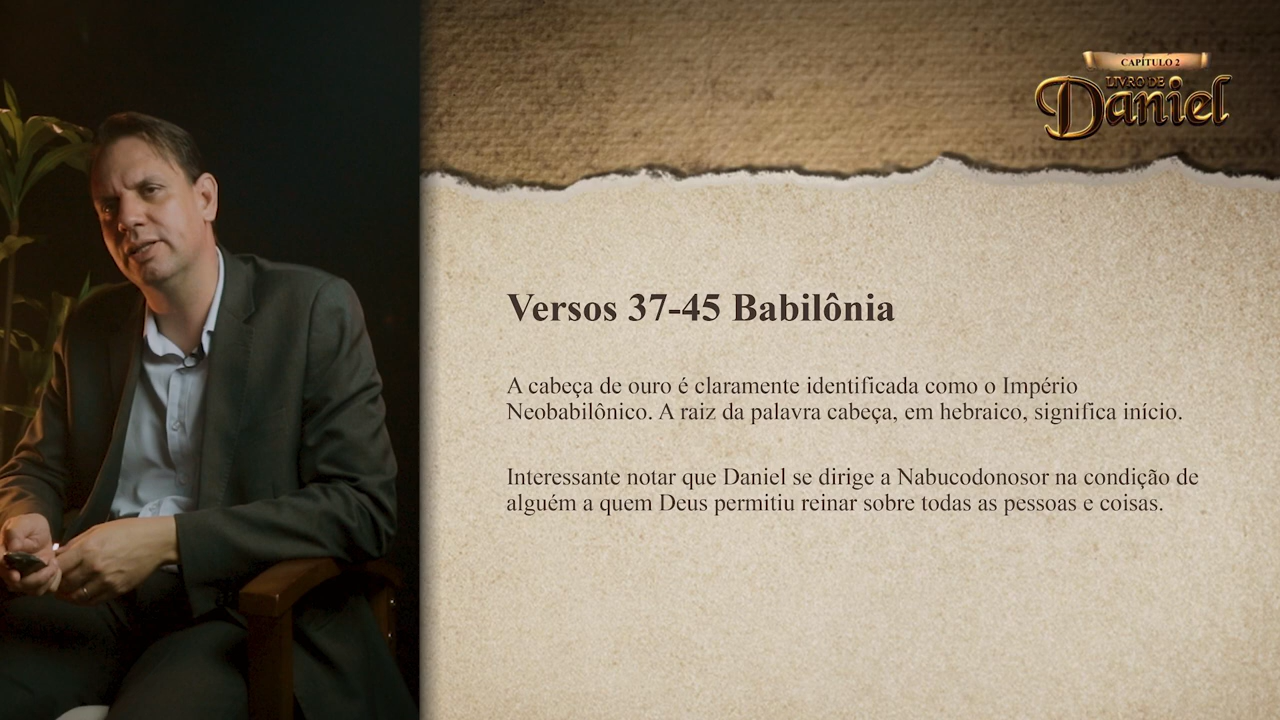 CAPÍTULO 2
LIVRO DE
Daniel
Versos 37-45 Babilônia
A cabeça de ouro é claramente identificada como o Império
Neobabilônico. A raiz da palavra cabeça, em hebraico, significa início.
Interessante notar que Daniel se dirige a Nabucodonosor na condição de
alguém a quem Deus permitiu reinar sobre todas as pessoas e coisas.